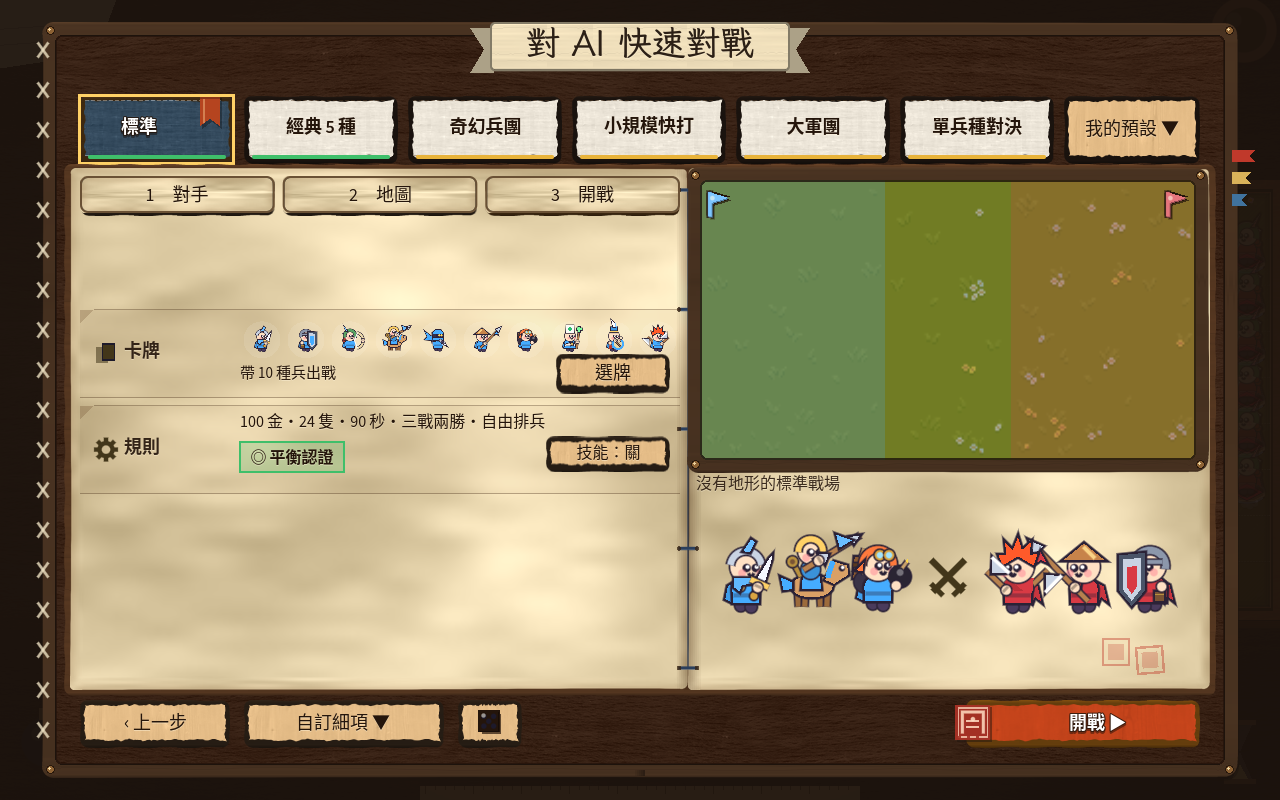 對 AI 快速對戰
標準
經典 5 種
奇幻兵團
小規模快打
大軍團
單兵種對決
我的預設 ▼
1 對手
2 地圖
3 開戰
卡牌
帶 10 種兵出戰
選牌
規則
100 金・24 隻・90 秒・三戰兩勝・自由排兵
◎ 平衡認證
技能：關
沒有地形的標準戰場
‹ 上一步
自訂細項 ▼
開戰 ▶